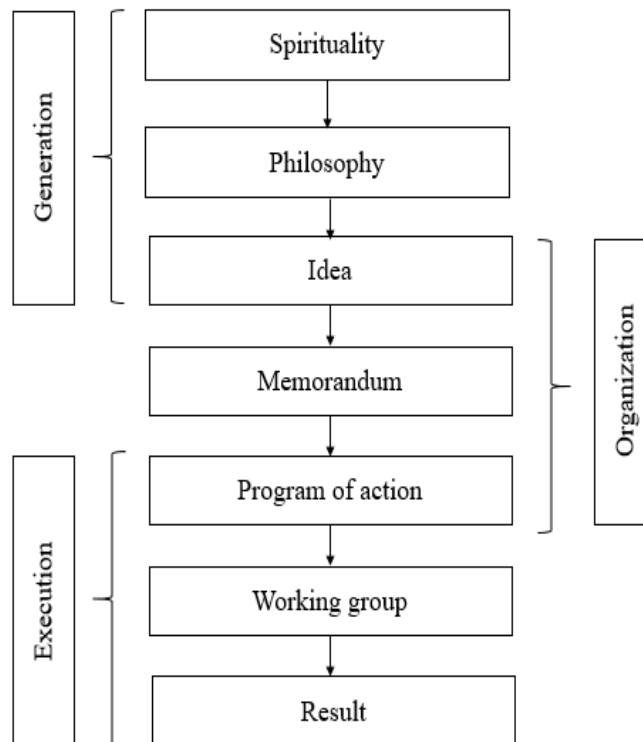 Generation
Spirituality
Philosophy
Idea
Memorandum
Organization
Execution
Program of action
Working group
Result